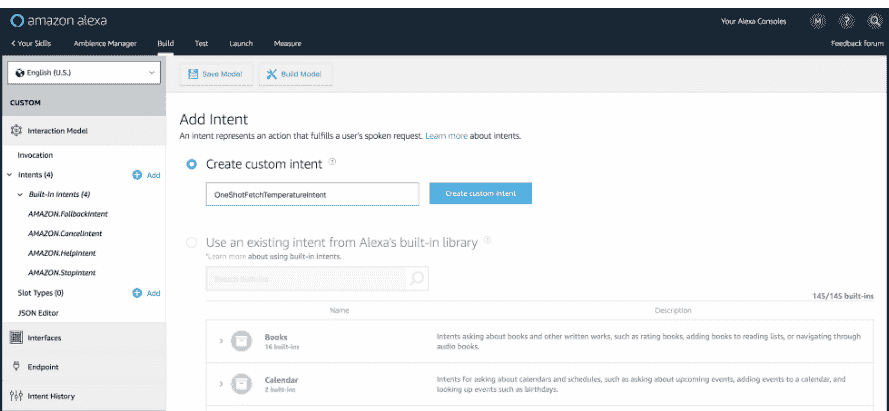 amazon alexa
Your Alexa Consoles
M
?
< Your Skills
Ambience Manager
Build
Test
Launch
Measure
Feedback forum
English (U.S.)
Save Model
Build Model
CUSTOM
Interaction Model
Invocation
Intents (4)
Add
Built-In Intents (4)
AMAZON.FallbackIntent
AMAZON.CancelIntent
AMAZON.HelpIntent
AMAZON.StopIntent
Slot Types (0)
Add
JSON Editor
Interfaces
Endpoint
Intent History
Add Intent
An intent represents an action that fulfills a user's spoken request. Learn more about intents.
Create custom intent ?
OneShotFetchTemperatureIntent
Create custom intent
Use an existing intent from Alexa's built-in library ?
*Learn more about using built-in intents.
Search built-ins
145/145 built-ins
Name
Description
Books
16 built-ins
Intents asking about books and other written works, such as rating books, adding books to reading lists, or navigating through
audio books.
Calendar
2 built-ins
Intents for asking about calendars and schedules, such as asking about upcoming events, adding events to a calendar, and
looking up events such as birthdays.